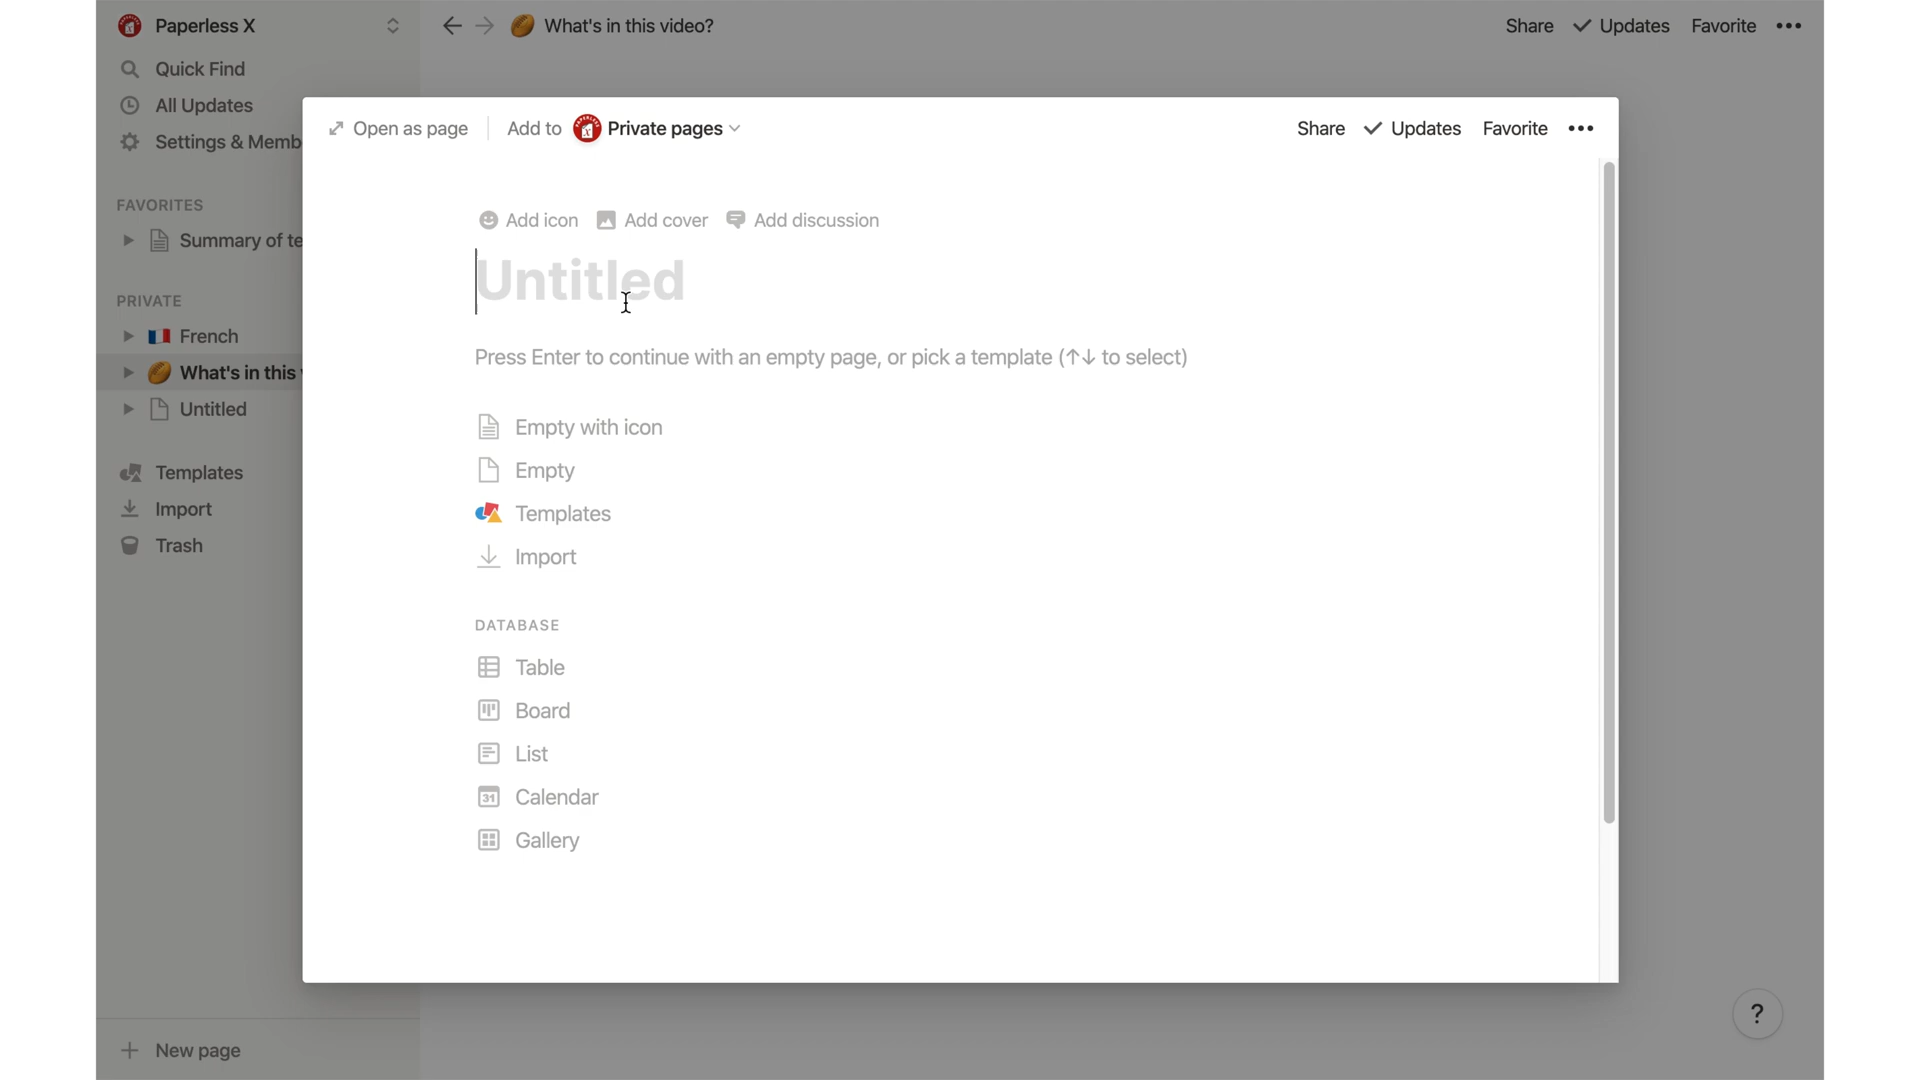 Paperless X
What's in this video?
Share Updates Favorite
Quick Find
All Updates
Settings & Memb
FAVORITES
Summary of te
PRIVATE
French
What's in this
Untitled
Templates
Import
Trash
New page
Open as page Add to Private pages
Share Updates Favorite
Add icon Add cover Add discussion
Untitled
Press Enter to continue with an empty page, or pick a template (↑↓ to select)
Empty with icon
Empty
Templates
Import
DATABASE
Table
Board
List
31 Calendar
Gallery
?